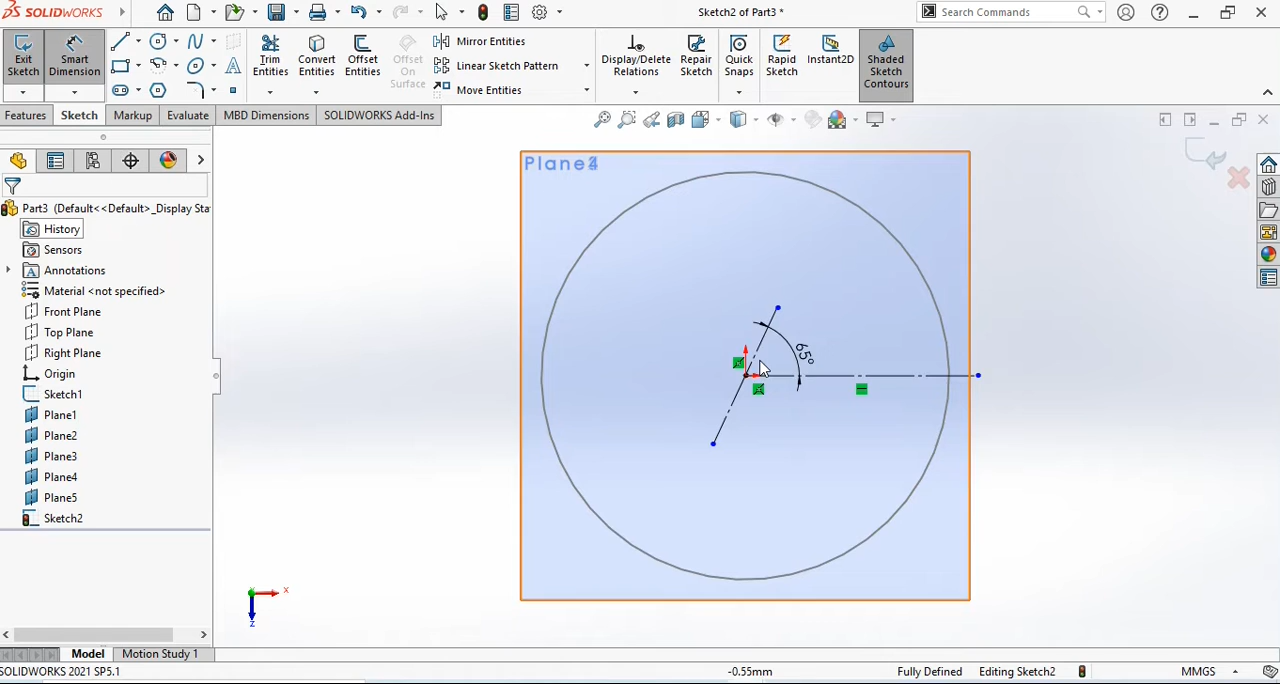 SOLIDWORKS
Sketch2 of Part3 *
Search Commands
Exit Sketch
Smart Dimension
Trim Entities
Convert Entities
Offset Entities
Offset On Surface
Mirror Entities
Linear Sketch Pattern
Move Entities
Display/Delete Relations
Repair Sketch
Quick Snaps
Rapid Sketch
Instant2D
Shaded Sketch Contours
Features
Sketch
Markup
Evaluate
MBD Dimensions
SOLIDWORKS Add-Ins
Part3 (Default<<Default>_Display Sta
History
Sensors
Annotations
Material <not specified>
Front Plane
Top Plane
Right Plane
Origin
Sketch1
Plane1
Plane2
Plane3
Plane4
Plane5
Sketch2
65°
X
Z
Model
Motion Study 1
SOLIDWORKS 2021 SP5.1
-0.55mm
Fully Defined
Editing Sketch2
MMGS